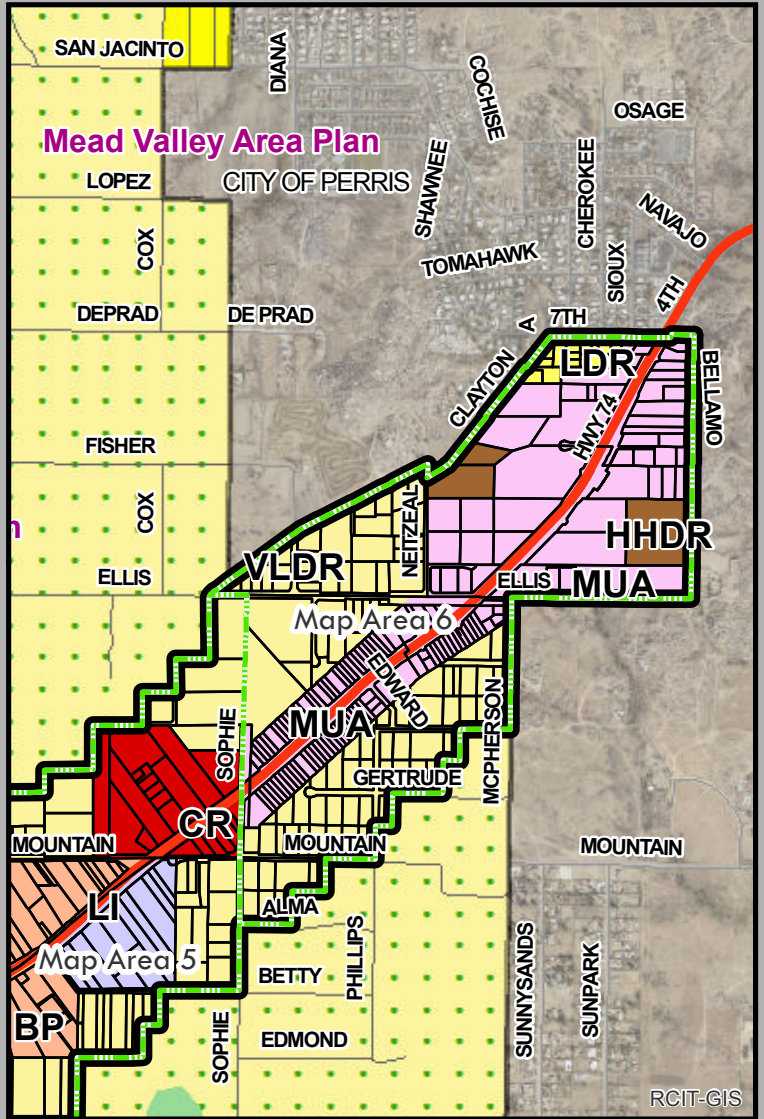 SAN JACINTO
DIANA
COCHISE
OSAGE
Mead Valley Area Plan
LOPEZ
CITY OF PERRIS
SHAWNEE
CHEROKEE
NAVAJO
COX
TOMAHAWK
SIOUX
4TH
DEPRAD
DE PRAD
A
7TH
LDR
BELLAMO
CLAYTON
HWY 74
FISHER
COX
n
NEITZEAL
HHDR
VLDR
ELLIS
ELLIS
MUA
Map Area 6
EDWARD
MCPHERSON
SOPHIE
MUA
GERTRUDE
CR
MOUNTAIN
MOUNTAIN
MOUNTAIN
LI
ALMA
PHILLIPS
SUNNYSANDS
SUNPARK
Map Area 5
BETTY
BP
SOPHIE
EDMOND
RCIT-GIS